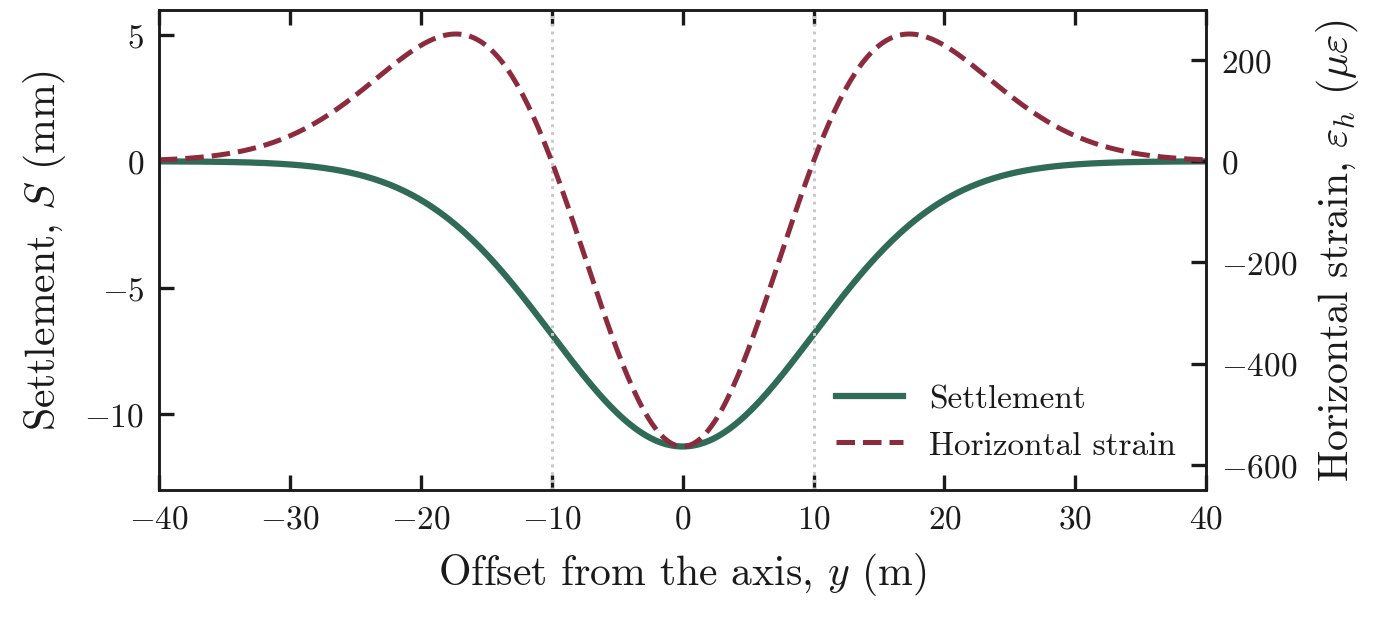 Settlement, S (mm)
5
0
−5
−10
Horizontal strain, εh (με)
200
0
−200
−400
−600
Settlement
Horizontal strain
−40 −30 −20 −10 0 10 20 30 40
Offset from the axis, y (m)